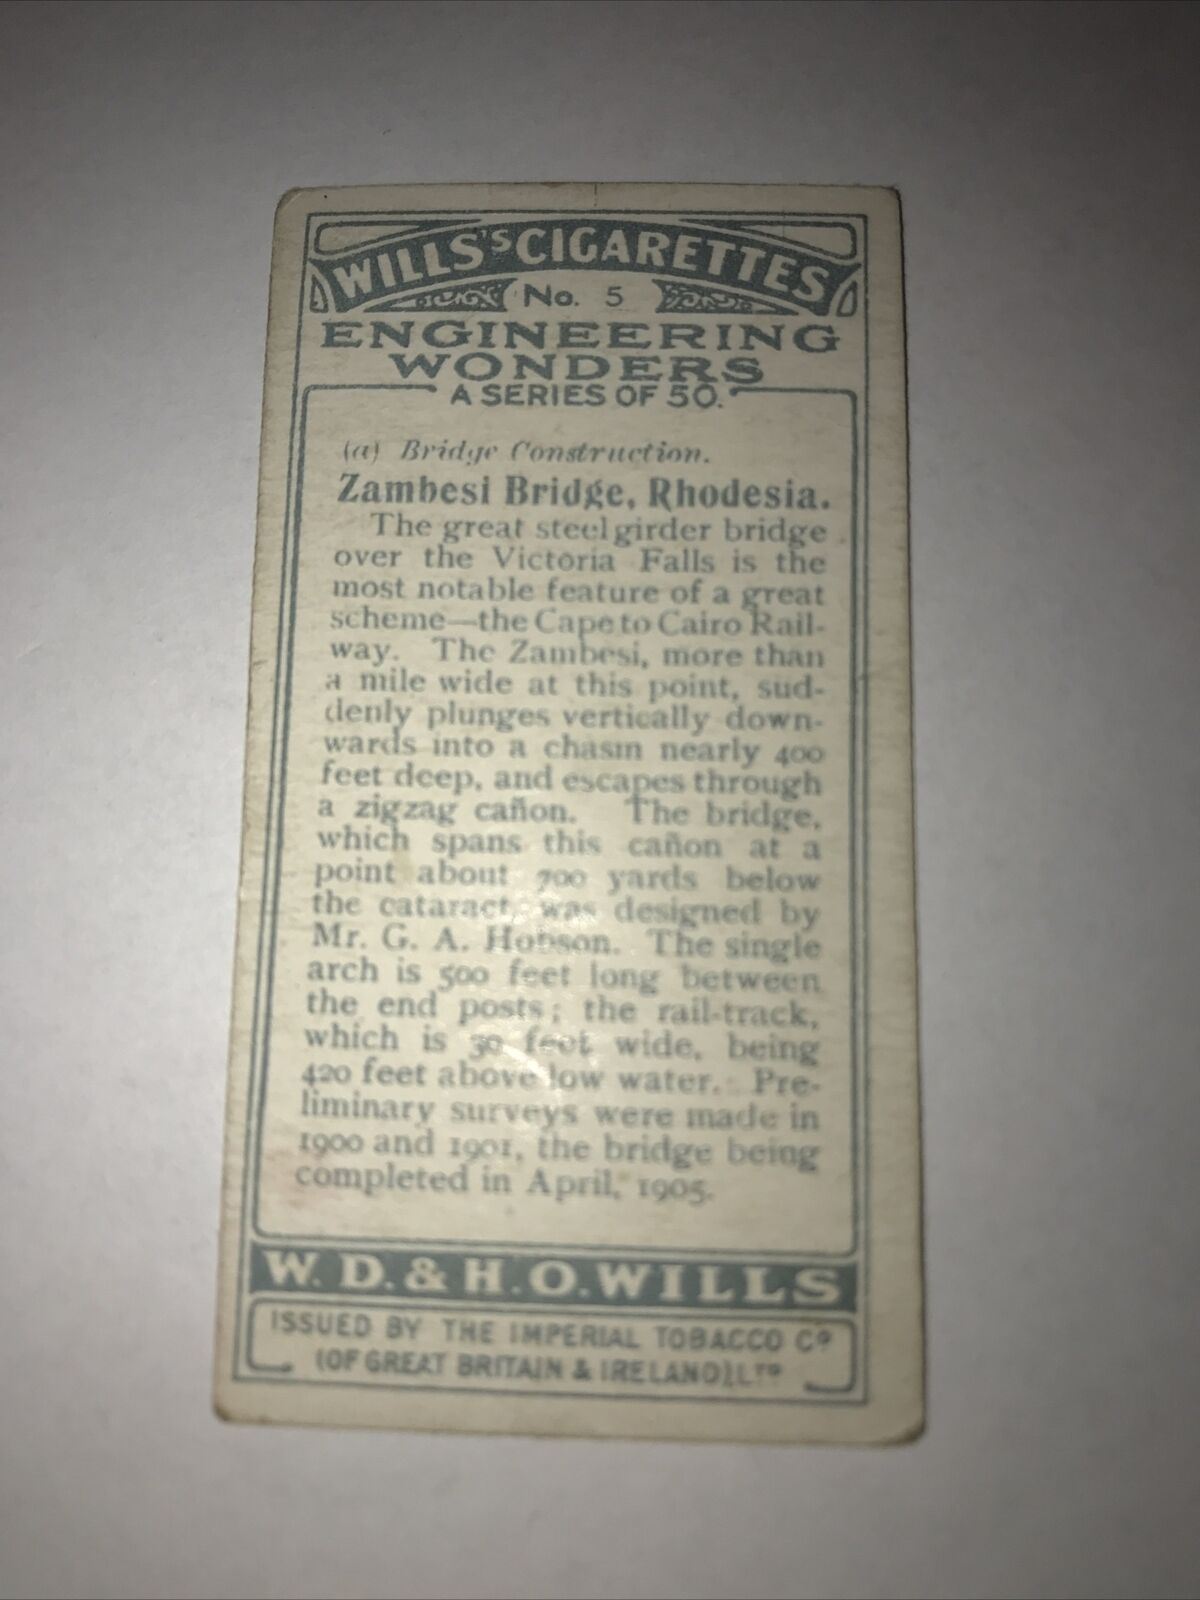 WILLS'S CIGARETTES
No. 5
ENGINEERING
WONDERS
A SERIES OF 50.
(a) Bridge Construction.
Zambesi Bridge, Rhodesia.
The great steel girder bridge
over the Victoria Falls is the
most notable feature of a great
scheme—the Cape to Cairo Rail-
way. The Zambesi, more than
a mile wide at this point, sud-
denly plunges vertically down-
wards into a chasm nearly 400
feet deep, and escapes through
a zigzag cañon. The bridge,
which spans this cañon at a
point about 700 yards below
the cataract, was designed by
Mr. G. A. Hobson. The single
arch is 500 feet long between
the end posts; the rail-track,
which is 30 feet wide, being
420 feet above low water. Pre-
liminary surveys were made in
1900 and 1901, the bridge being
completed in April, 1905.
W. D. & H. O. WILLS
ISSUED BY THE IMPERIAL TOBACCO Co
(OF GREAT BRITAIN & IRELAND) LTD